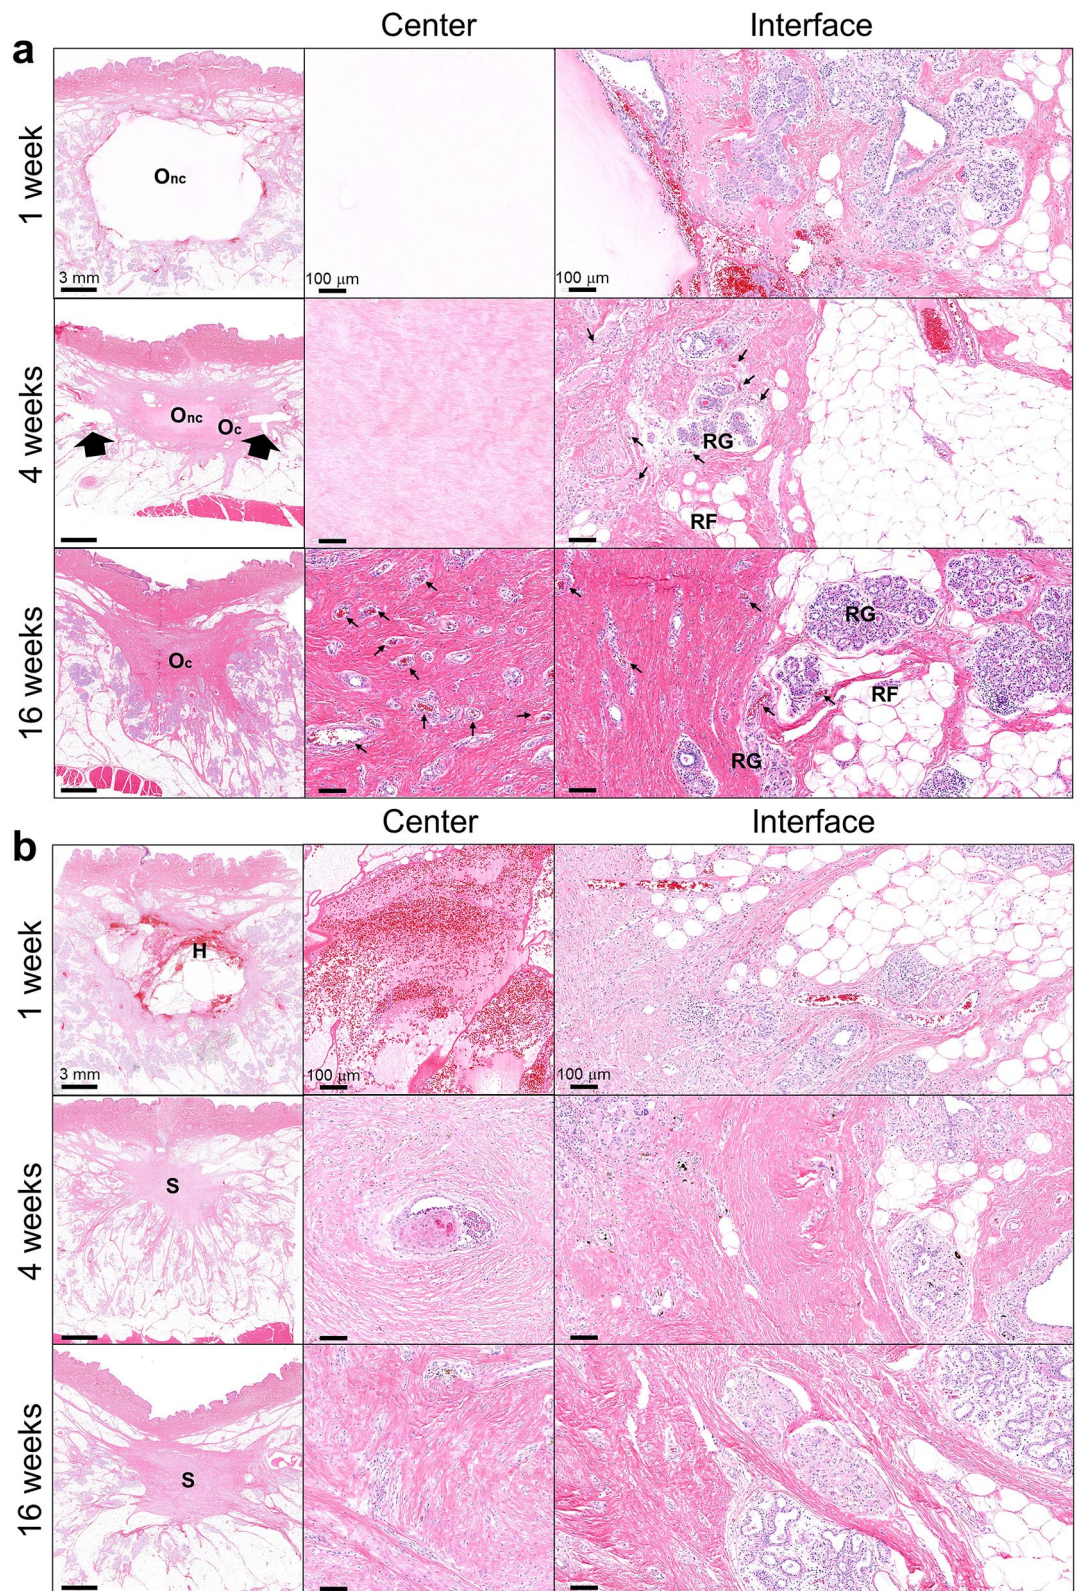 Center Interface
a
1 week
Onc
3 mm
100 μm
100 μm
4 weeks
Onc
Oc
RG
RF
16 weeks
Oc
RG
RF
RG
Center Interface
b
1 week
H
3 mm
100 μm
100 μm
4 weeks
S
16 weeks
S